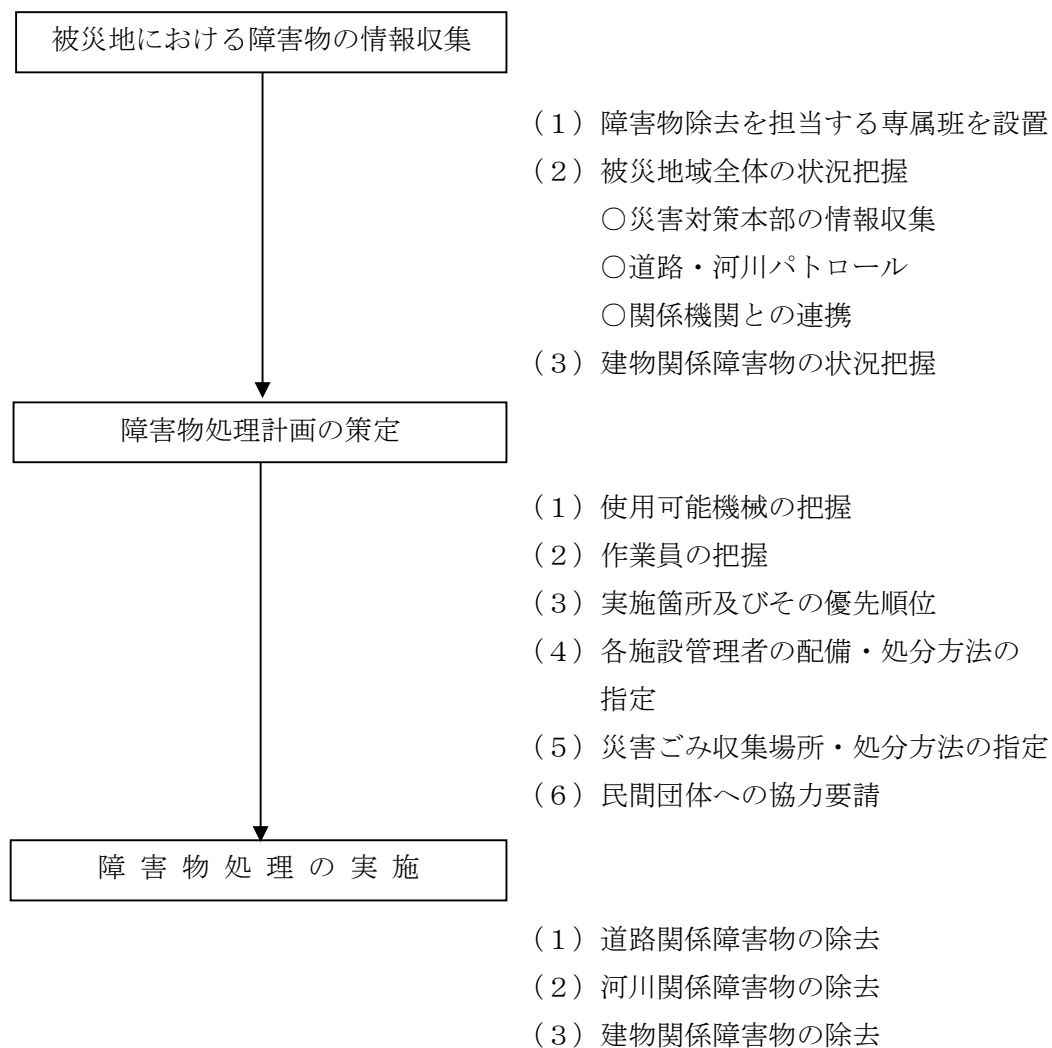 被災地における障害物の情報収集
（１）障害物除去を担当する専属班を設置
（２）被災地域全体の状況把握
○災害対策本部の情報収集
○道路・河川パトロール
○関係機関との連携
（３）建物関係障害物の状況把握
障害物処理計画の策定
（１）使用可能機械の把握
（２）作業員の把握
（３）実施箇所及びその優先順位
（４）各施設管理者の配備・処分方法の
指定
（５）災害ごみ収集場所・処分方法の指定
（６）民間団体への協力要請
障 害 物 処 理 の 実 施
（１）道路関係障害物の除去
（２）河川関係障害物の除去
（３）建物関係障害物の除去